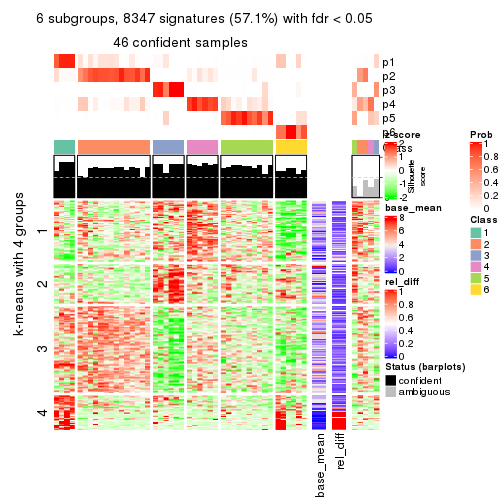 6 subgroups, 8347 signatures (57.1%) with fdr < 0.05
46 confident samples
p1
p2
p3
p4
p5
p6
Class
Silhouette score
k-means with 4 groups
1
2
3
4
base_mean
rel_diff
z-score
2
1
0
-1
-2
base_mean
8
6
4
2
0
rel_diff
1
0.8
0.6
0.4
0.2
0
Status (barplots)
confident
ambiguous
Prob
1
0.8
0.6
0.4
0.2
0
Class
1
2
3
4
5
6